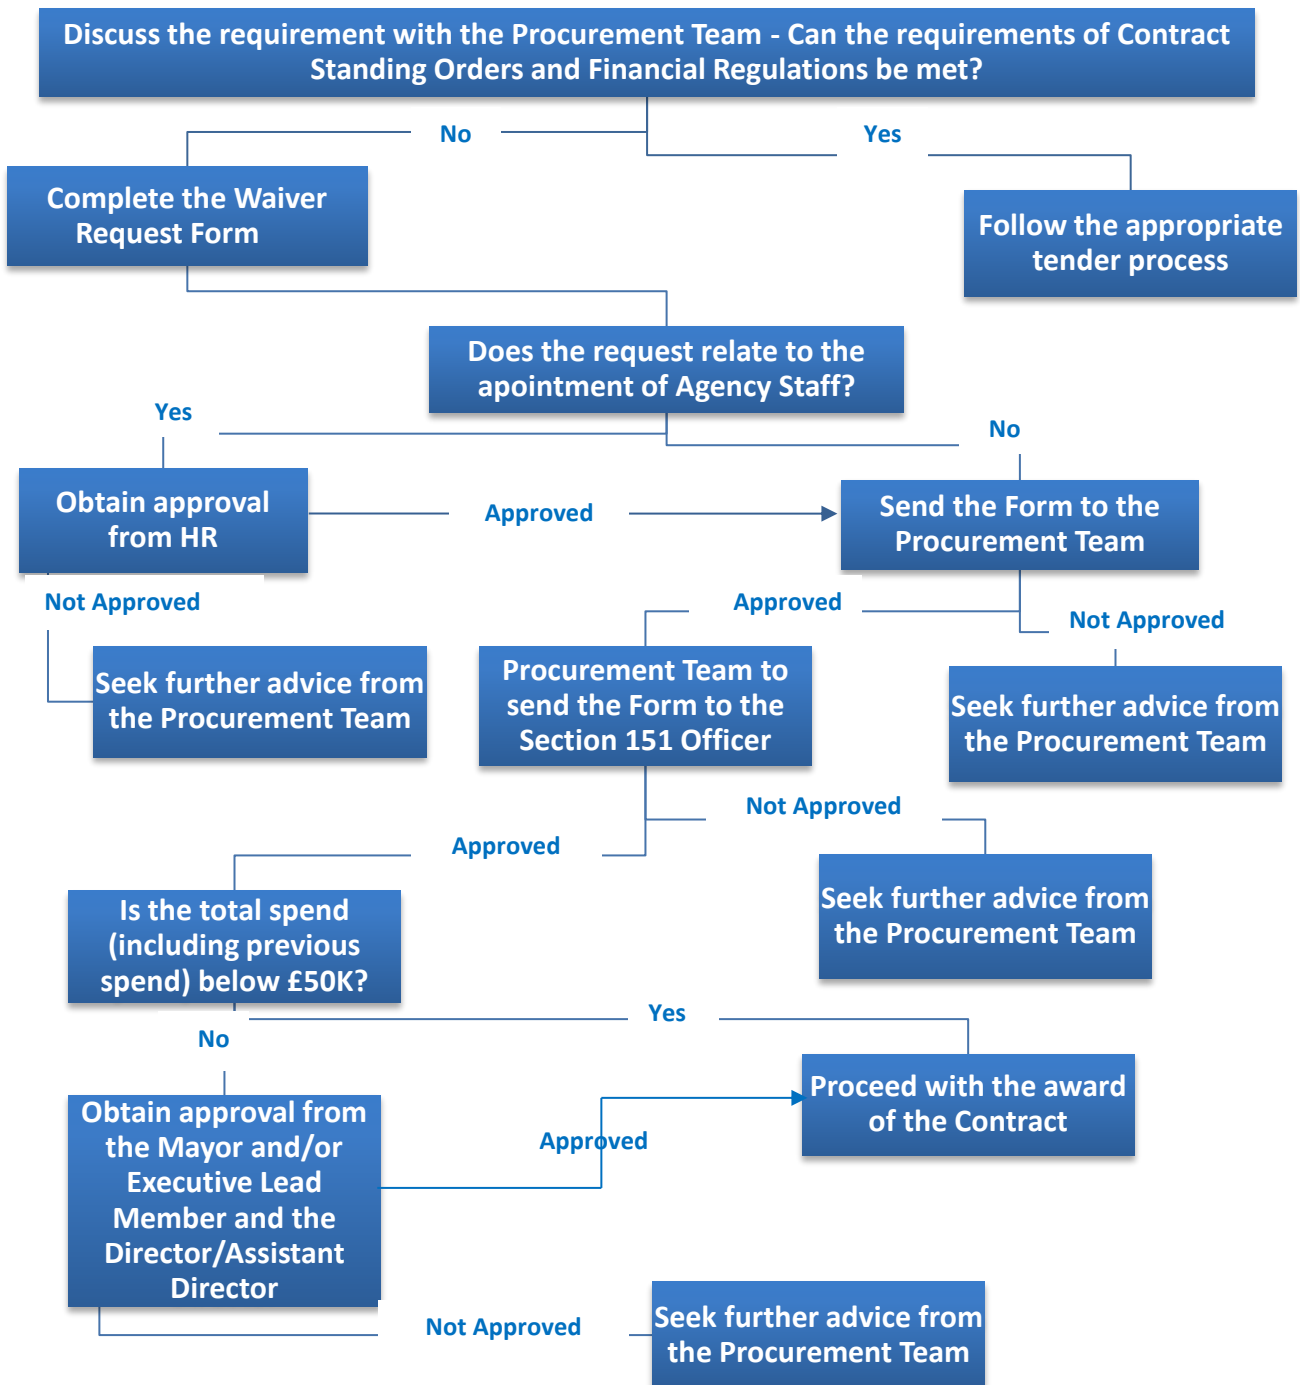 Discuss the requirement with the Procurement Team - Can the requirements of Contract
Standing Orders and Financial Regulations be met?
No
Yes
Complete the Waiver
Request Form
Follow the appropriate
tender process
Does the request relate to the
apointment of Agency Staff?
Yes
No
Obtain approval
from HR
Approved
Send the Form to the
Procurement Team
Not Approved
Approved
Not Approved
Seek further advice from
the Procurement Team
Procurement Team to
send the Form to the
Section 151 Officer
Seek further advice from
the Procurement Team
Not Approved
Approved
Seek further advice from
the Procurement Team
Is the total spend
(including previous
spend) below £50K?
Yes
No
Proceed with the award
of the Contract
Obtain approval from
the Mayor and/or
Executive Lead
Member and the
Director/Assistant
Director
Approved
Not Approved
Seek further advice from
the Procurement Team